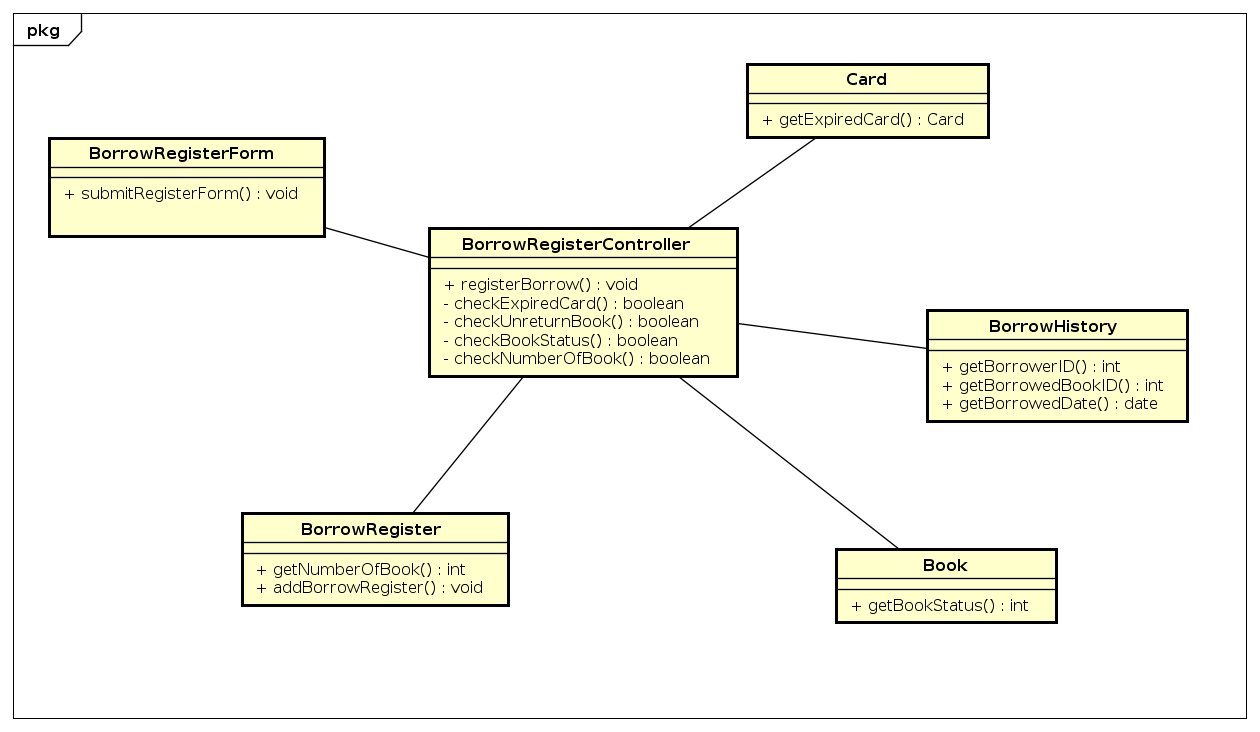 pkg
Card
+ getExpiredCard() : Card
BorrowRegisterForm
+ submitRegisterForm() : void
BorrowRegisterController
+ registerBorrow() : void
- checkExpiredCard() : boolean
- checkUnreturnBook() : boolean
- checkBookStatus() : boolean
- checkNumberOfBook() : boolean
BorrowHistory
+ getBorrowerID() : int
+ getBorrowedBookID() : int
+ getBorrowedDate() : date
BorrowRegister
+ getNumberOfBook() : int
+ addBorrowRegister() : void
Book
+ getBookStatus() : int